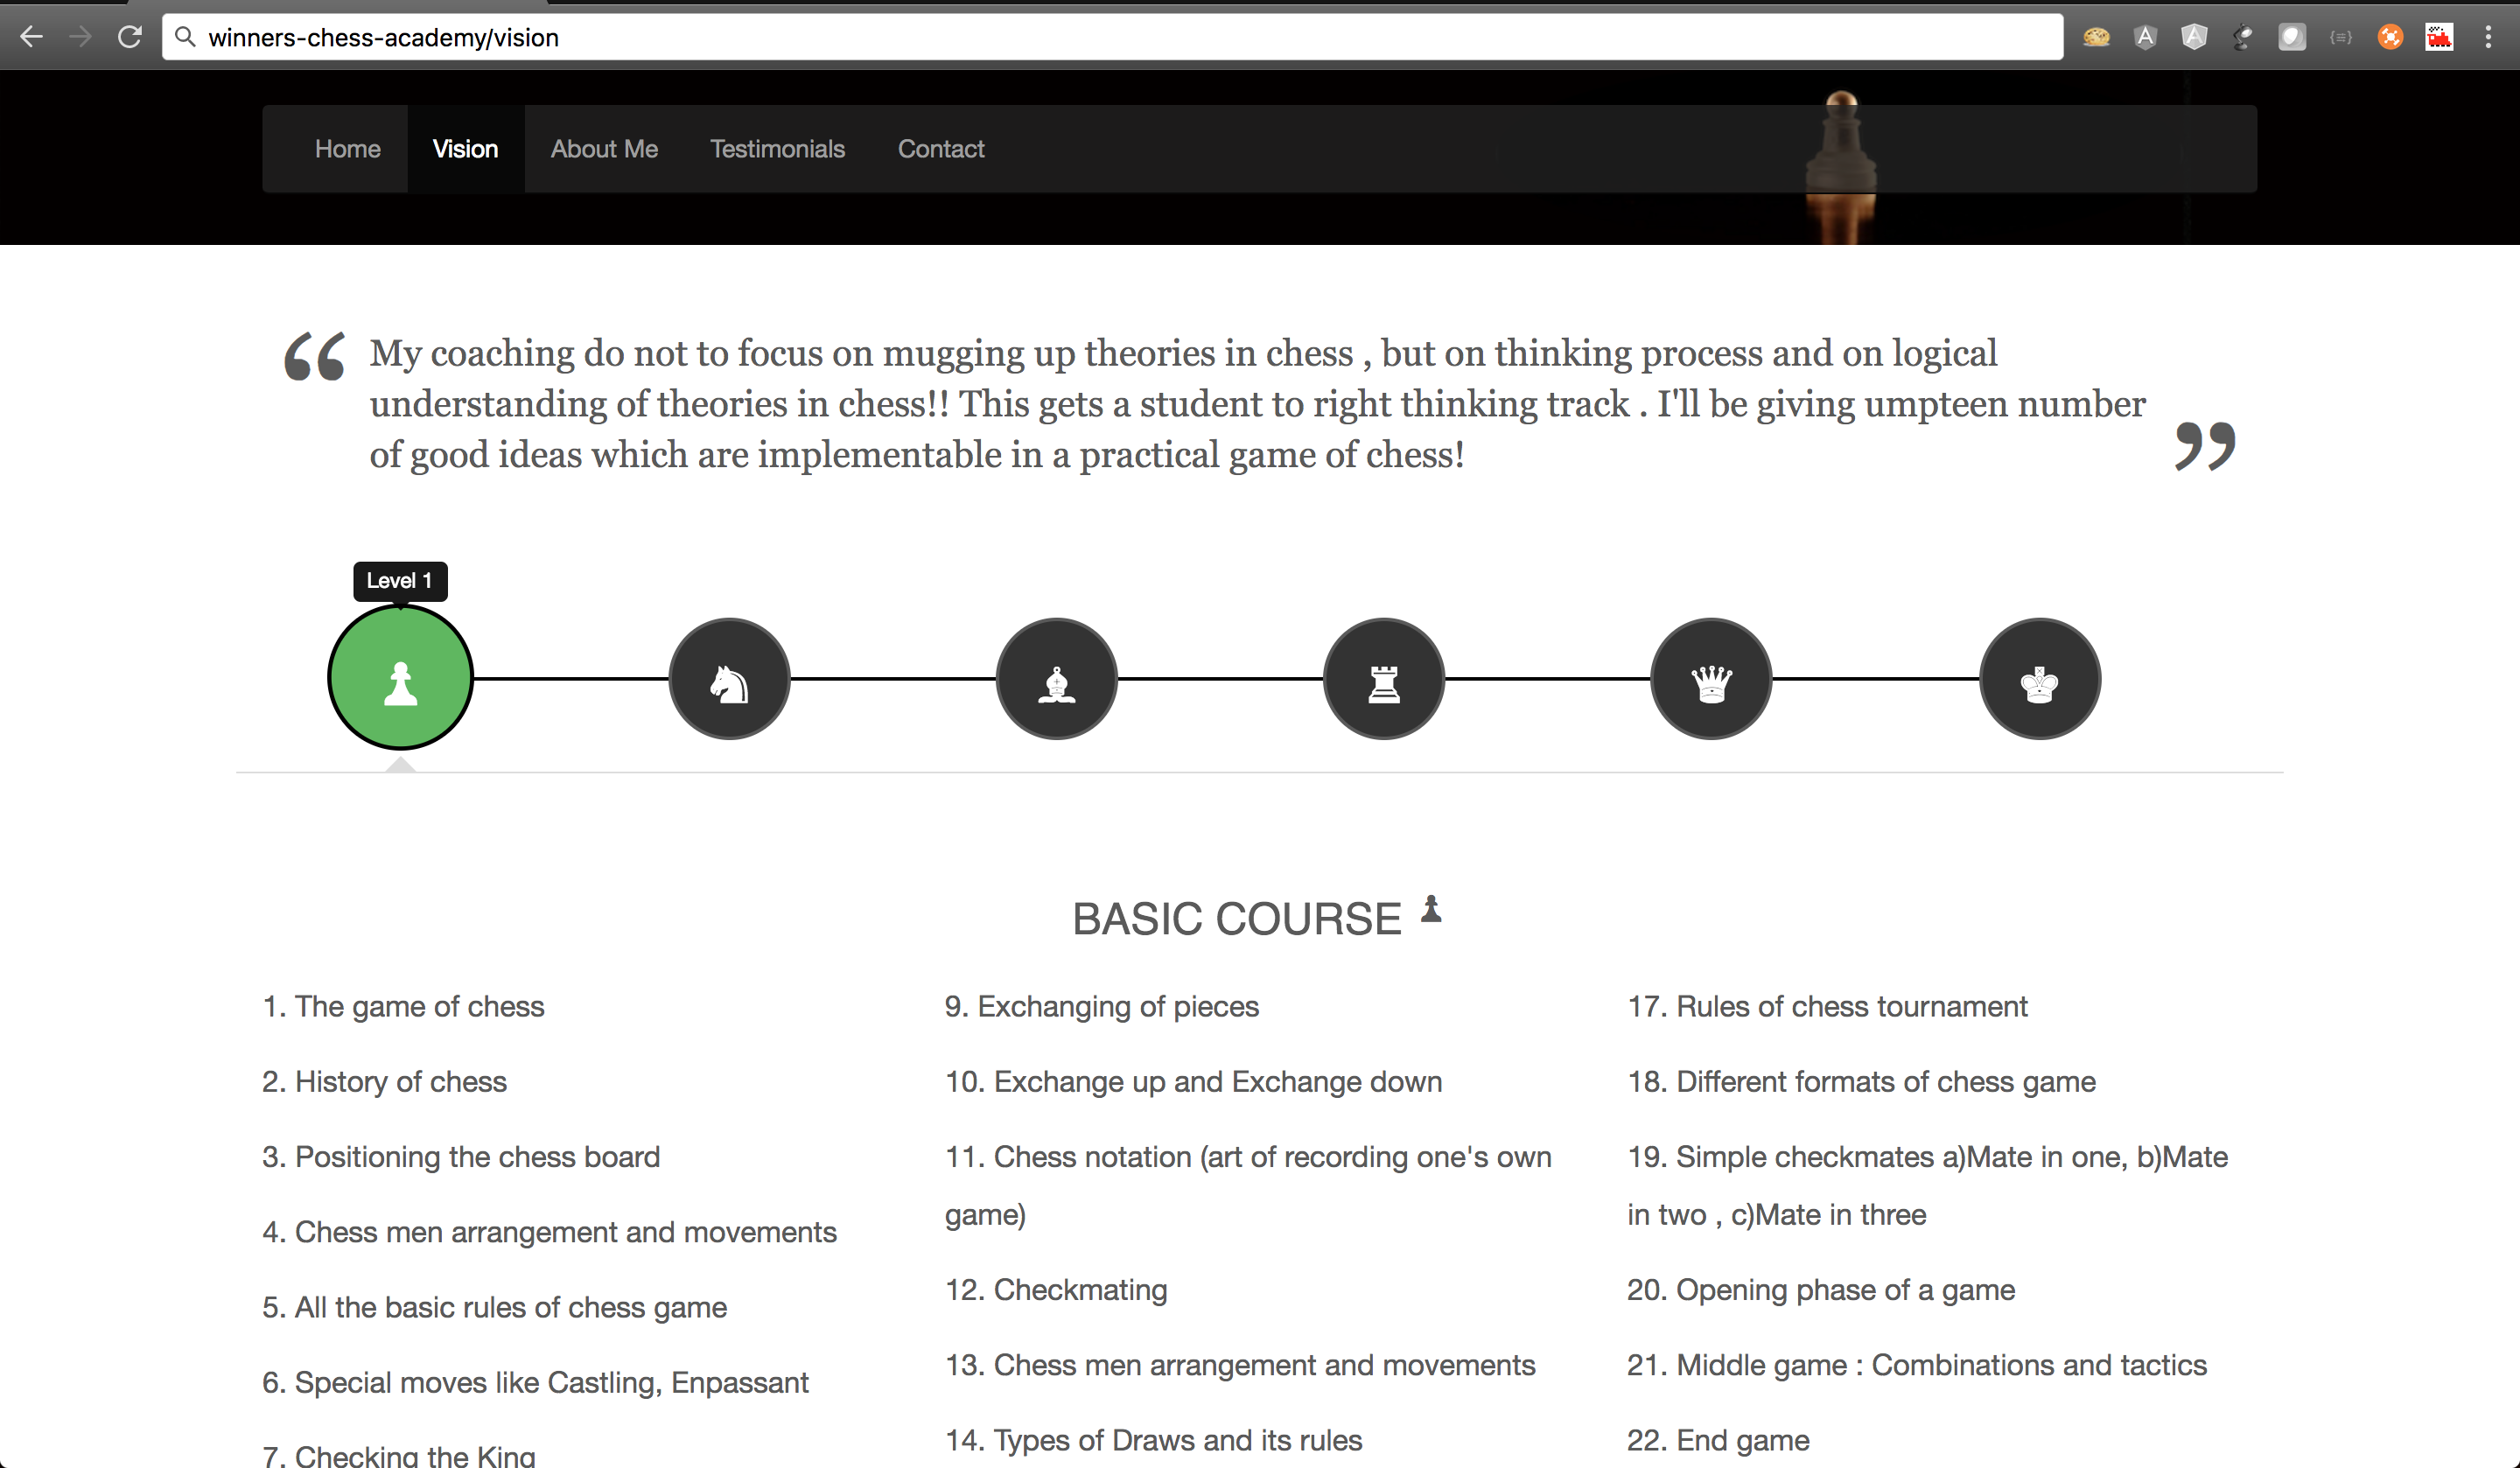 winners-chess-academy/vision
Home Vision About Me Testimonials Contact
“ My coaching do not to focus on mugging up theories in chess , but on thinking process and on logical
understanding of theories in chess!! This gets a student to right thinking track . I'll be giving umpteen number
of good ideas which are implementable in a practical game of chess! ”
Level 1
BASIC COURSE
1. The game of chess
2. History of chess
3. Positioning the chess board
4. Chess men arrangement and movements
5. All the basic rules of chess game
6. Special moves like Castling, Enpassant
7. Checking the King
9. Exchanging of pieces
10. Exchange up and Exchange down
11. Chess notation (art of recording one's own
game)
12. Checkmating
13. Chess men arrangement and movements
14. Types of Draws and its rules
17. Rules of chess tournament
18. Different formats of chess game
19. Simple checkmates a)Mate in one, b)Mate
in two , c)Mate in three
20. Opening phase of a game
21. Middle game : Combinations and tactics
22. End game